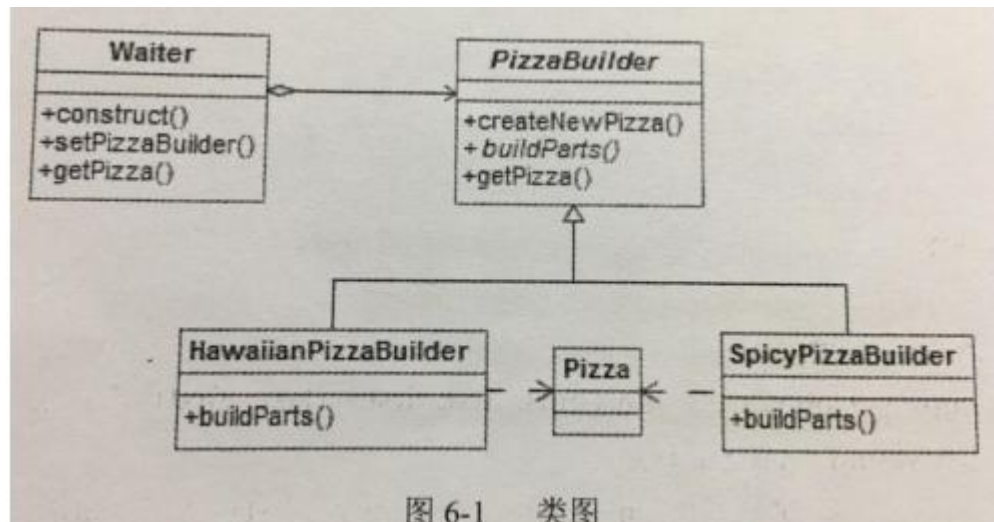 Waiter
+construct()
+setPizzaBuilder()
+getPizza()
PizzaBuilder
+createNewPizza()
+ buildParts()
+getPizza()
HawaiianPizzaBuilder
+buildParts()
Pizza
SpicyPizzaBuilder
+buildParts()
图 6-1 类图